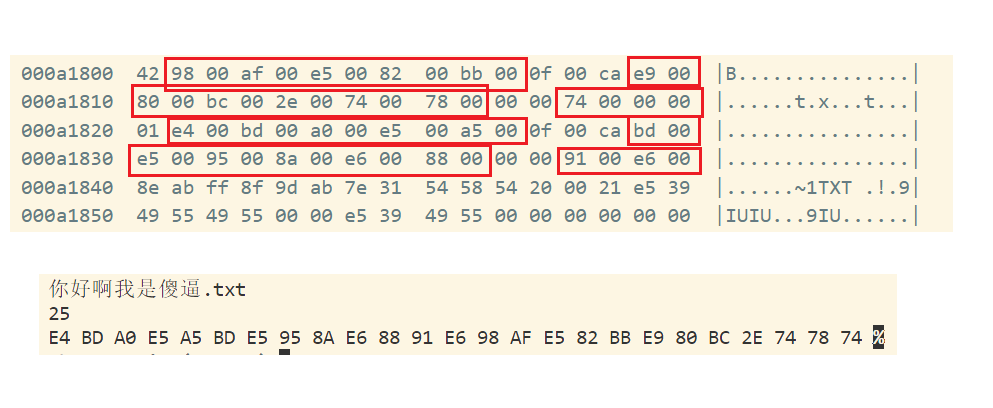 000a1800  42 98 00 af 00 e5 00 82  00 bb 00 0f 00 ca e9 00  |B...............|
000a1810  80 00 bc 00 2e 00 74 00  78 00 00 00 74 00 00 00  |......t.x...t...|
000a1820  01 e4 00 bd 00 a0 00 e5  00 a5 00 0f 00 ca bd 00  |................|
000a1830  e5 00 95 00 8a 00 e6 00  88 00 00 00 91 00 e6 00  |................|
000a1840  8e ab ff 8f 9d ab 7e 31  54 58 54 20 00 21 e5 39  |......~1TXT .!.9|
000a1850  49 55 49 55 00 00 e5 39  49 55 00 00 00 00 00 00  |IUIU...9IU......|
你好啊我是傻逼.txt
25
E4 BD A0 E5 A5 BD E5 95 8A E6 88 91 E6 98 AF E5 82 BB E9 80 BC 2E 74 78 74 %